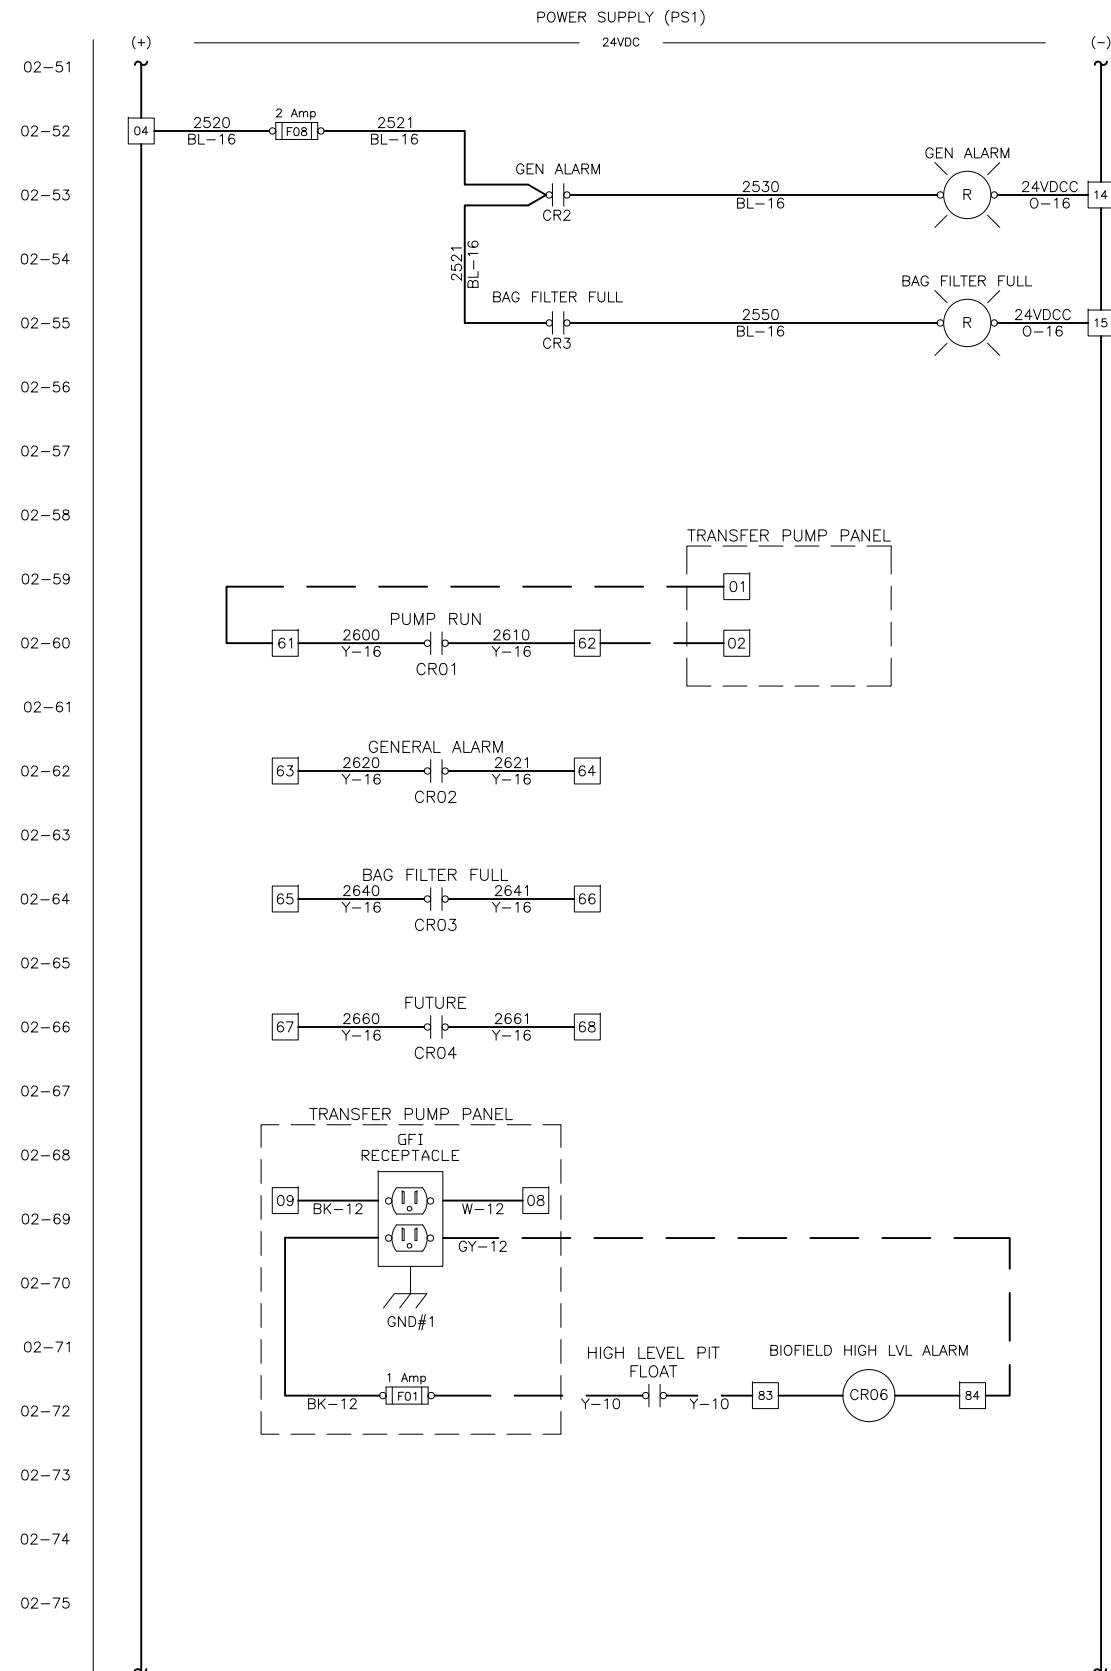 POWER SUPPLY (PS1)
(+) 24VDC (-)
02-51
2 Amp
02-52 04 2520 F08 2521
BL-16 BL-16
GEN ALARM GEN ALARM
02-53 2530 R 24VDCC 14
CR2 BL-16 O-16
02-54 2521 BL-16
BAG FILTER FULL BAG FILTER FULL
02-55 2550 R 24VDCC 15
CR3 BL-16 O-16
02-56
02-57
02-58
TRANSFER PUMP PANEL
02-59 01
PUMP RUN
02-60 61 2600 2610 62 02
Y-16 Y-16
CR01
02-61
GENERAL ALARM
02-62 63 2620 2621 64
Y-16 Y-16
CR02
02-63
BAG FILTER FULL
02-64 65 2640 2641 66
Y-16 Y-16
CR03
02-65
FUTURE
02-66 67 2660 2661 68
Y-16 Y-16
CR04
02-67
TRANSFER PUMP PANEL
GFI
02-68 RECEPTACLE
09 08
BK-12 W-12
02-69
GY-12
02-70
GND#1
02-71
HIGH LEVEL PIT BIOFIELD HIGH LVL ALARM
FLOAT
1 Amp
F01 83 CR06 84
BK-12 Y-10 Y-10
02-72
02-73
02-74
02-75